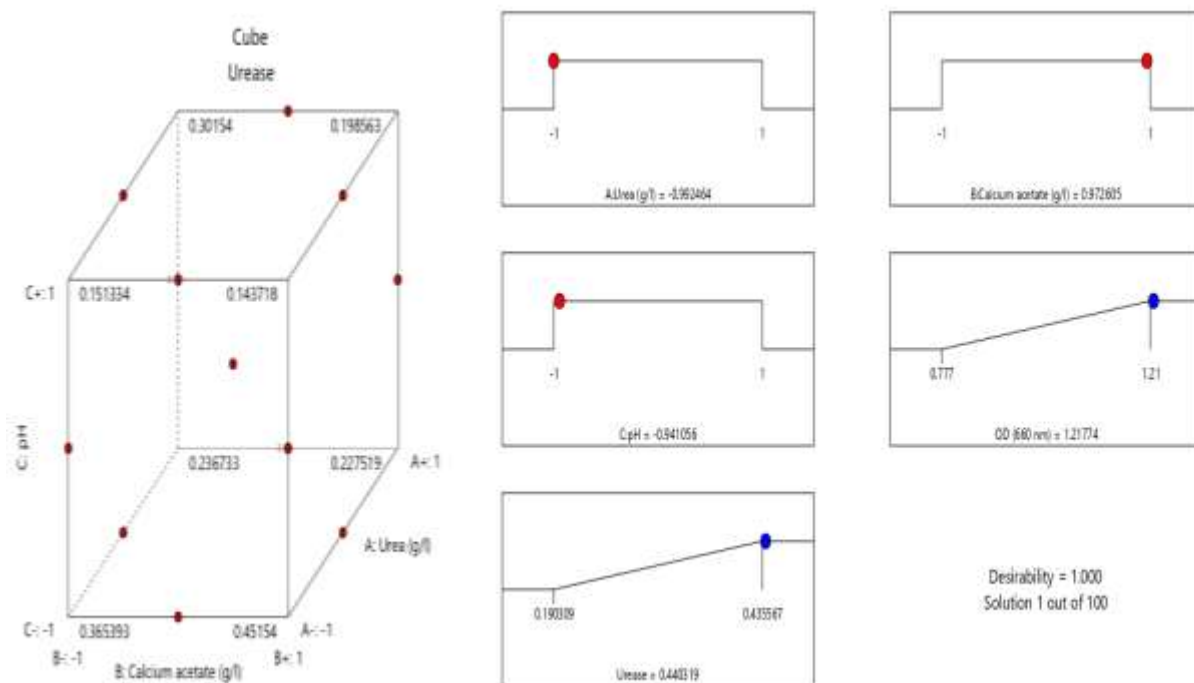 Cube
Urease
0.30154
0.198563
C+: 1
0.151334
0.143718
C: pH
0.236733
0.227519
A+: 1
A: Urea (g/l)
C-: -1
0.365393
0.45154
A-: -1
B-: -1
B+: 1
B: Calcium acetate (g/l)
-1
1
A:Urea (g/l) = -0.992464
-1
1
B:Calcium acetate (g/l) = 0.972605
-1
1
C:pH = -0.941056
0.777
1.21
OD (660 nm) = 1.21774
0.190309
0.435567
Urease = 0.440319
Desirability = 1.000
Solution 1 out of 100